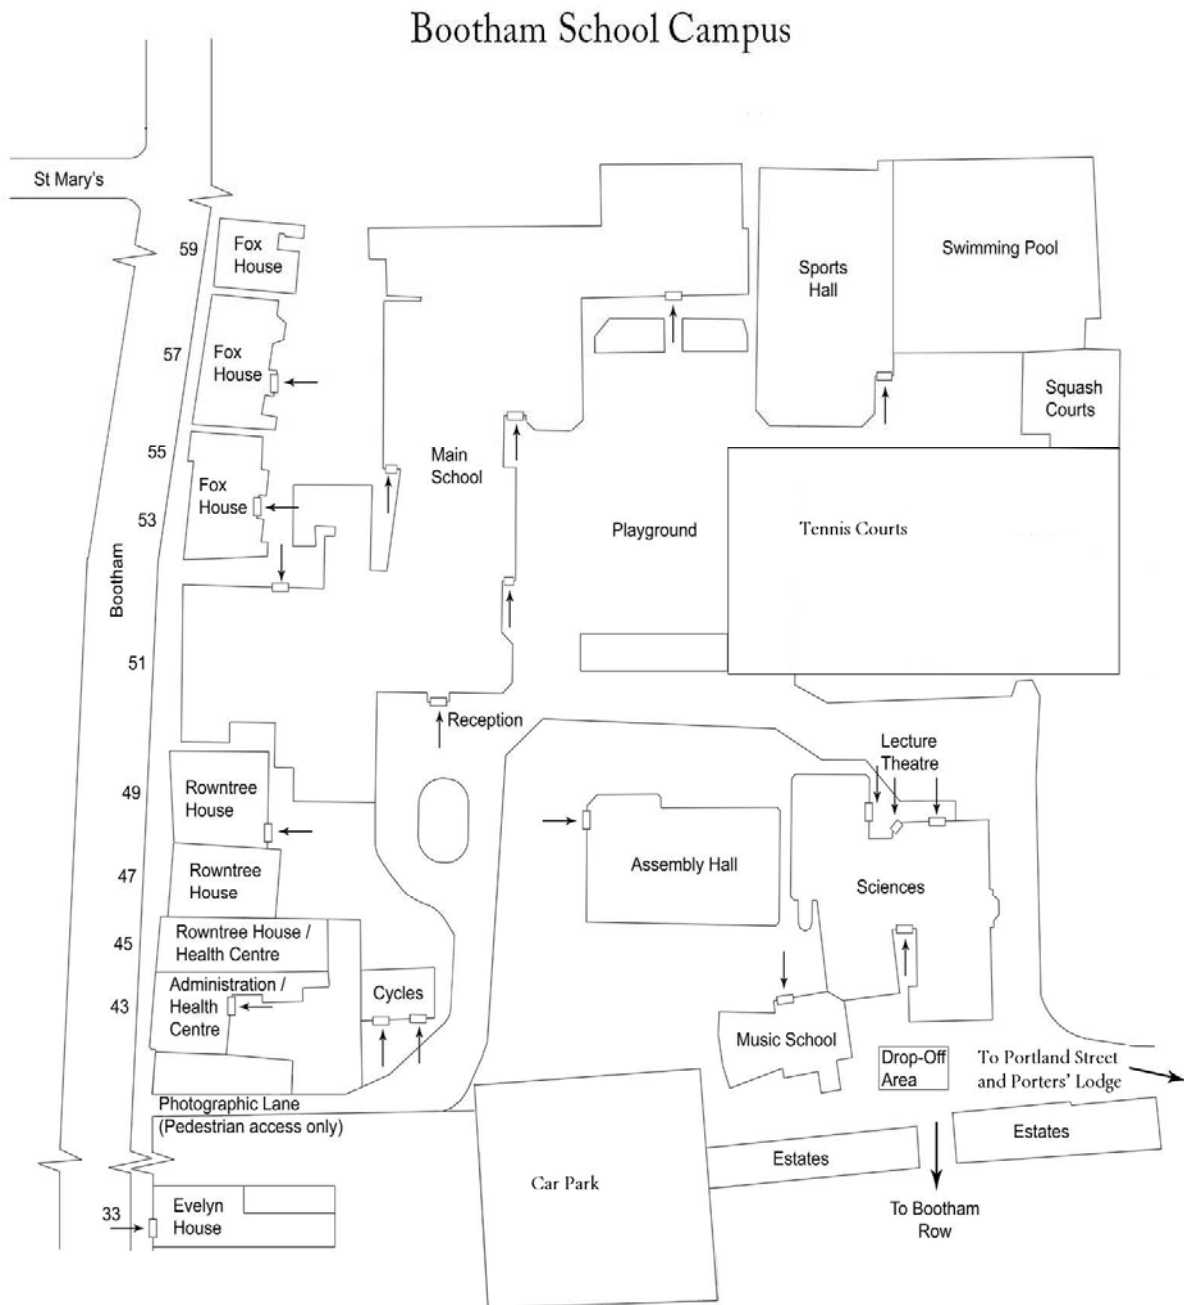 Bootham School Campus
St Mary's
59
Fox
House
Sports
Hall
Swimming Pool
57
Fox
House
Squash
Courts
55
Fox
House
Main
School
53
Playground
Tennis Courts
Bootham
51
Reception
Lecture
Theatre
49
Rowntree
House
Assembly Hall
Sciences
47
Rowntree
House
45
Rowntree House /
Health Centre
43
Administration /
Health
Centre
Cycles
Music School
Drop-Off
Area
To Portland Street
and Porters' Lodge
Photographic Lane
(Pedestrian access only)
Estates
Estates
Car Park
33
Evelyn
House
To Bootham
Row